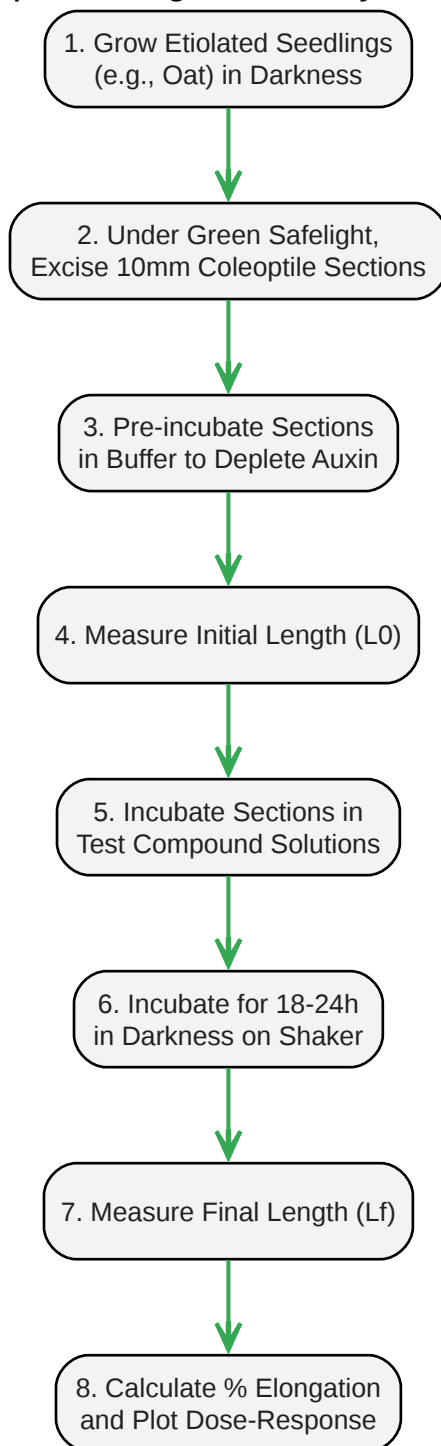 1. Grow Etiolated Seedlings
(e.g., Oat) in Darkness
2. Under Green Safelight,
Excise 10mm Coleoptile Sections
3. Pre-incubate Sections
in Buffer to Deplete Auxin
4. Measure Initial Length (L0)
5. Incubate Sections in
Test Compound Solutions
6. Incubate for 18-24h
in Darkness on Shaker
7. Measure Final Length (Lf)
8. Calculate % Elongation
and Plot Dose-Response